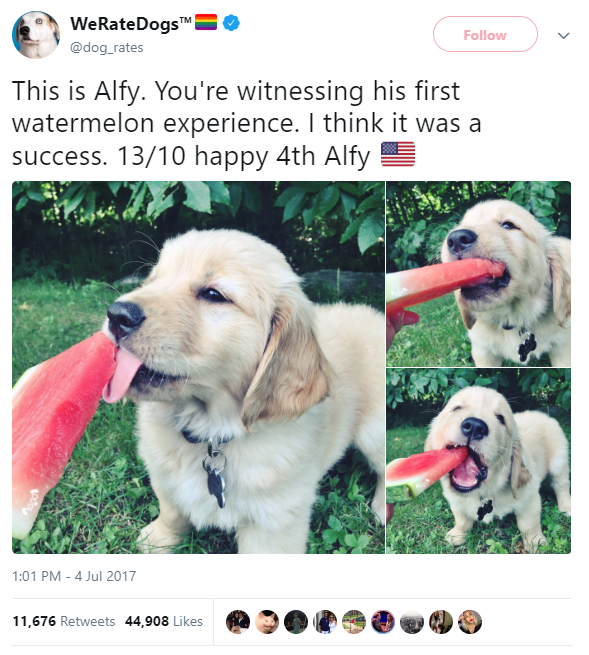 WeRateDogs™ 🏳️‍🌈
@dog_rates
Follow
This is Alfy. You're witnessing his first
watermelon experience. I think it was a
success. 13/10 happy 4th Alfy 🇺🇸
1:01 PM - 4 Jul 2017
11,676 Retweets 44,908 Likes